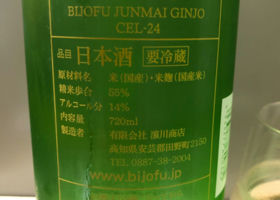 BIJOFU JUNMAI GINJO
CEL-24
品目 日本酒 要冷蔵
原材料名 米(国産)・米麹(国産米)
精米歩合 55%
アルコール分 14%
内容量 720ml
製造者 有限会社 濵川商店
高知県安芸郡田野町2150
TEL. 0887-38-2004
www.bijofu.jp